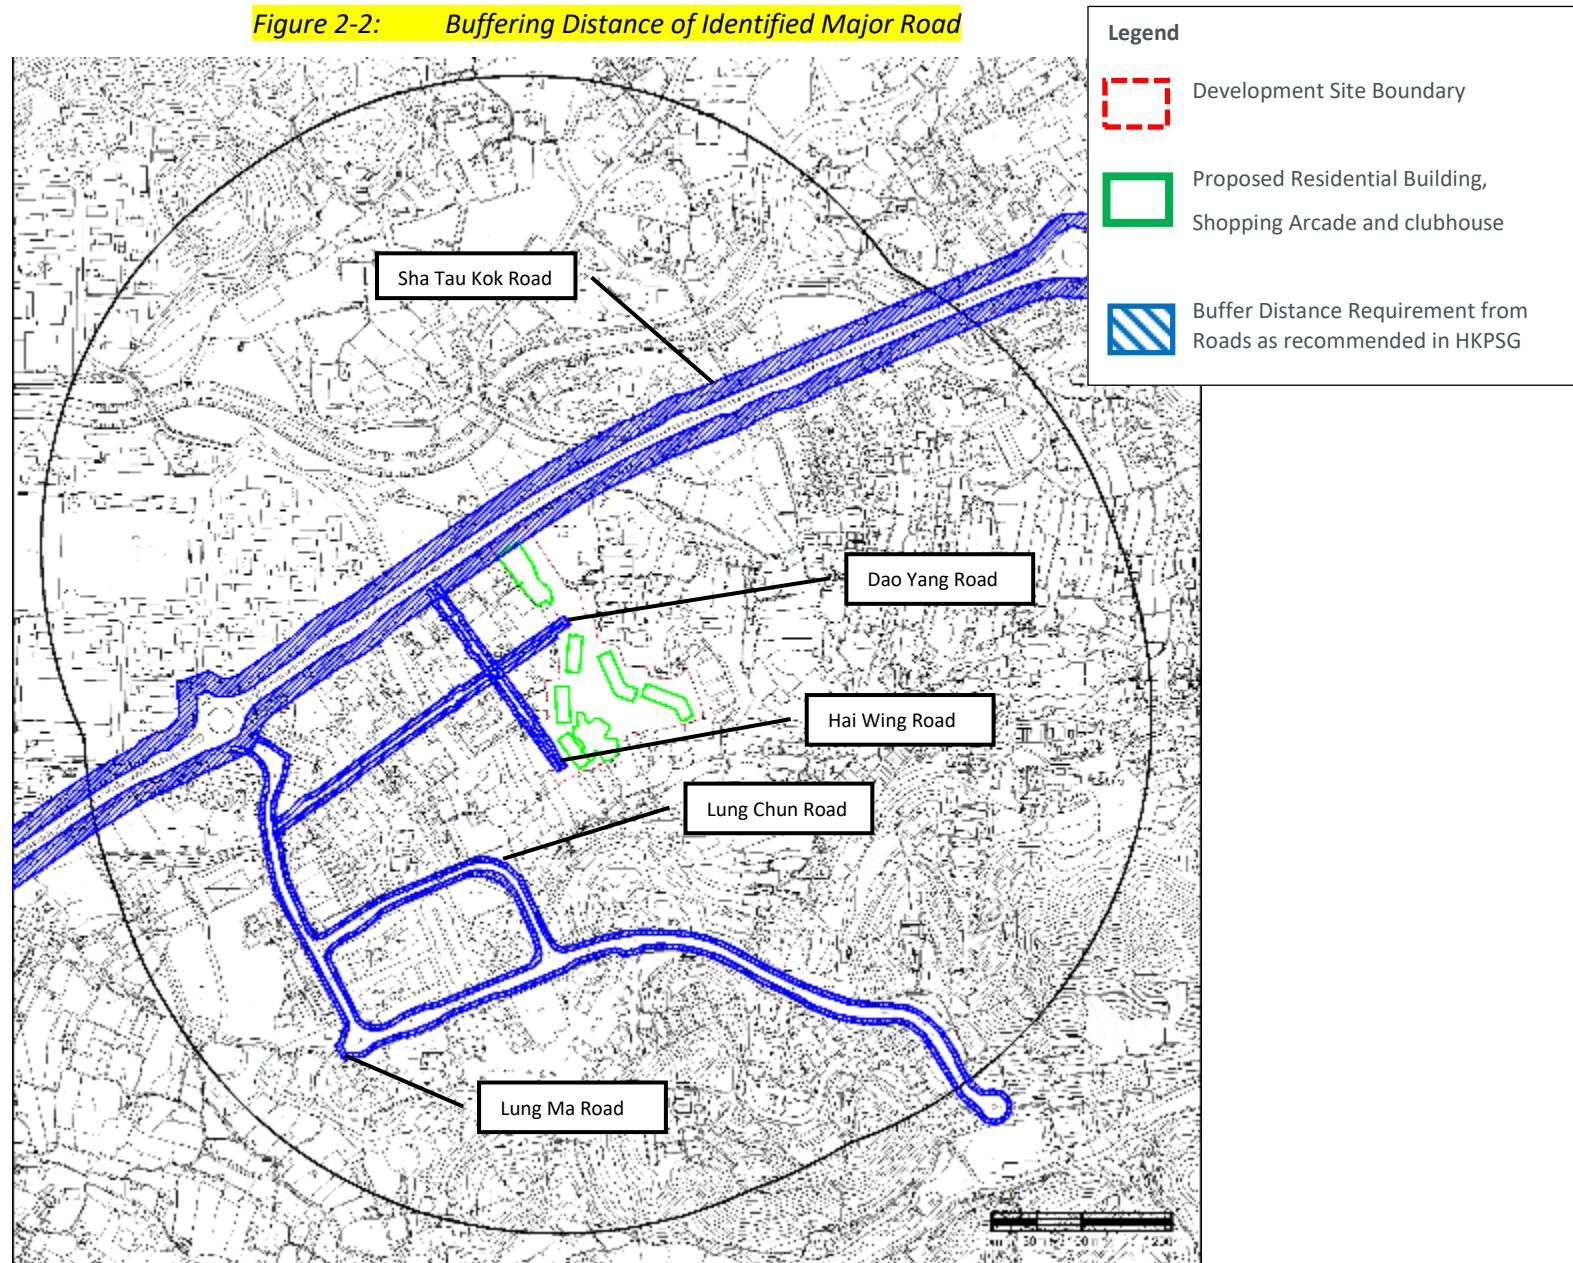 Figure 2-2: Buffering Distance of Identified Major Road
Legend
Development Site Boundary
Proposed Residential Building,
Shopping Arcade and clubhouse
Buffer Distance Requirement from
Roads as recommended in HKPSG
Sha Tau Kok Road
Dao Yang Road
Hai Wing Road
Lung Chun Road
Lung Ma Road